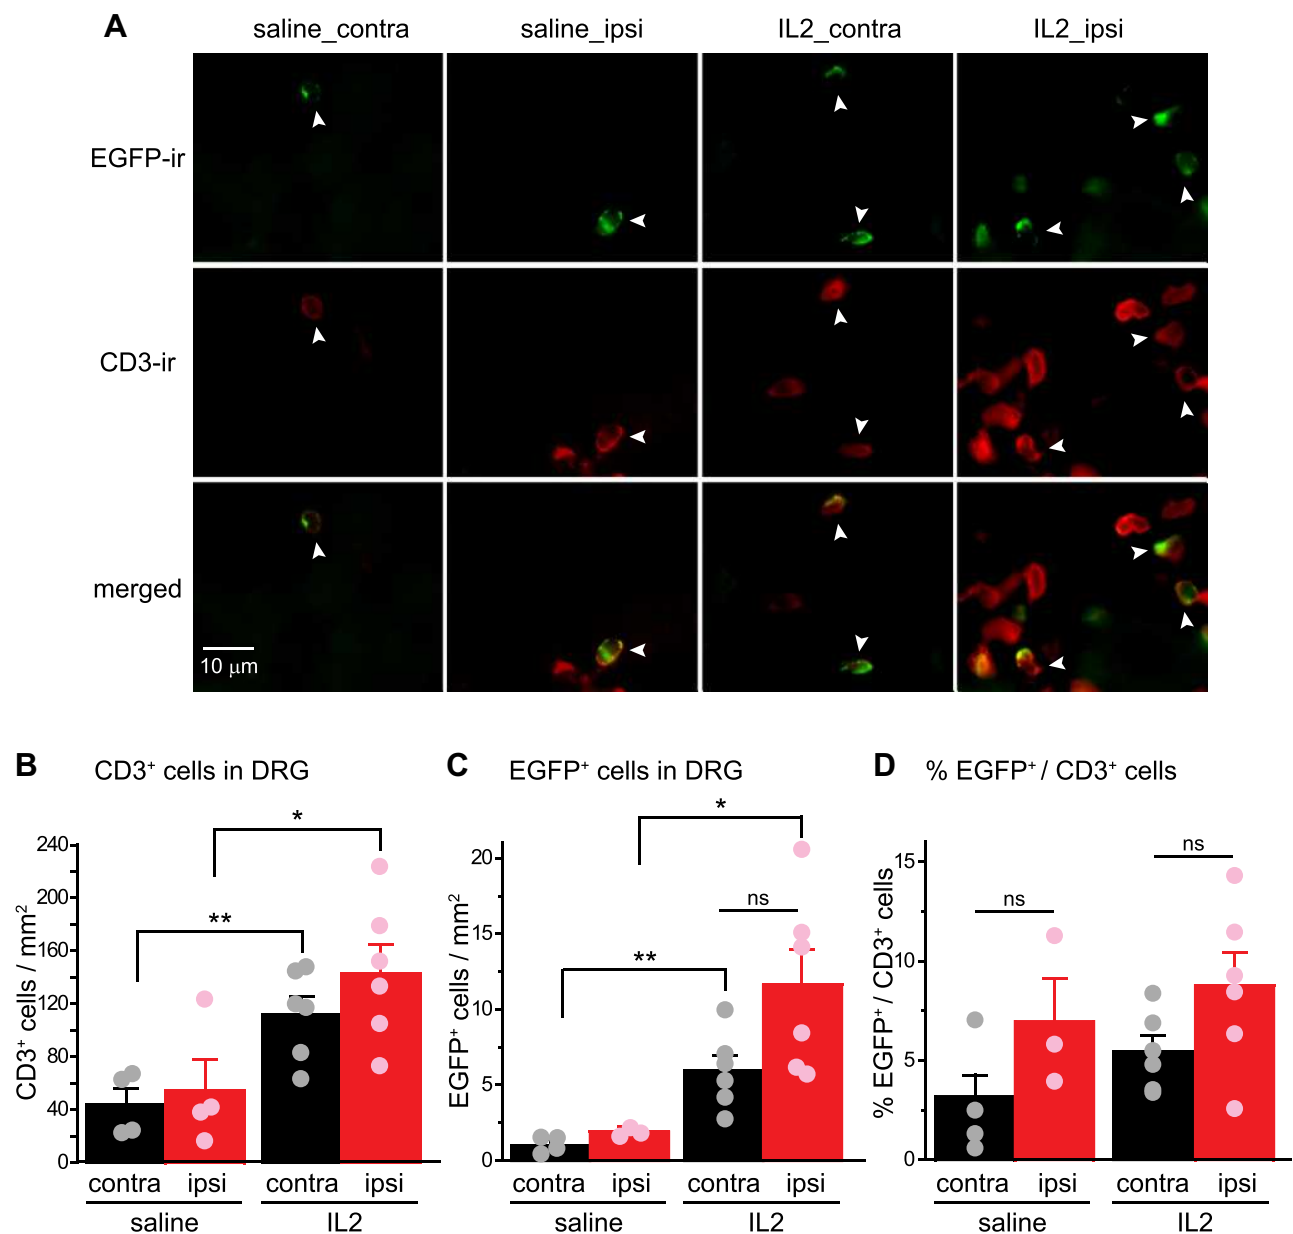 A
saline_contra saline_ipsi IL2_contra IL2_ipsi
EGFP-ir
CD3-ir
merged
10 μm
B CD3⁺ cells in DRG
CD3⁺ cells / mm²
240
200
160
120
80
40
0
**
*
contra ipsi contra ipsi
saline IL2
C EGFP⁺ cells in DRG
EGFP⁺ cells / mm²
20
15
10
5
0
**
ns
*
contra ipsi contra ipsi
saline IL2
D % EGFP⁺ / CD3⁺ cells
% EGFP⁺ / CD3⁺ cells
15
10
5
0
ns
ns
contra ipsi contra ipsi
saline IL2